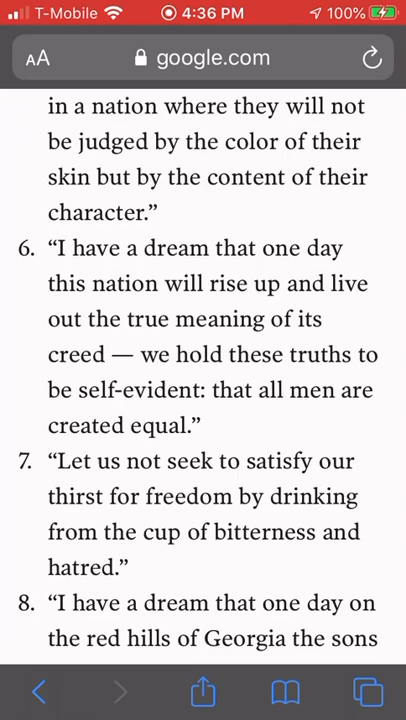 T-Mobile 4:36 PM 100%
AA google.com
in a nation where they will not
be judged by the color of their
skin but by the content of their
character.”
6. “I have a dream that one day
this nation will rise up and live
out the true meaning of its
creed — we hold these truths to
be self-evident: that all men are
created equal.”
7. “Let us not seek to satisfy our
thirst for freedom by drinking
from the cup of bitterness and
hatred.”
8. “I have a dream that one day on
the red hills of Georgia the sons